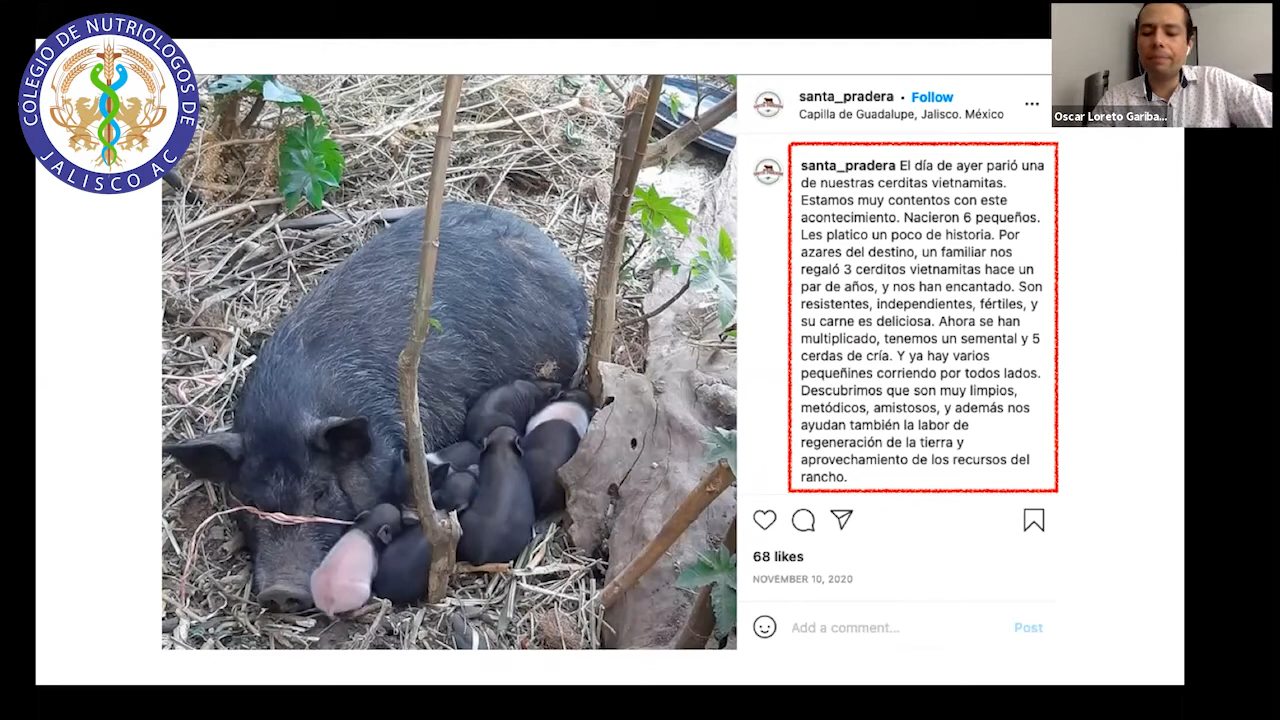 COLEGIO DE NUTRIOLOGOS DE
JALISCO AC
santa_pradera • Follow
Capilla de Guadalupe, Jalisco. México
Oscar Loreto Gariba...
santa_pradera El día de ayer parió una
de nuestras cerditas vietnamitas.
Estamos muy contentos con este
acontecimiento. Nacieron 6 pequeños.
Les platico un poco de historia. Por
azares del destino, un familiar nos
regaló 3 cerditos vietnamitas hace un
par de años, y nos han encantado. Son
resistentes, independientes, fértiles, y
su carne es deliciosa. Ahora se han
multiplicado, tenemos un semental y 5
cerdas de cría. Y ya hay varios
pequeñines corriendo por todos lados.
Descubrimos que son muy limpios,
metódicos, amistosos, y además nos
ayudan también la labor de
regeneración de la tierra y
aprovechamiento de los recursos del
rancho.
68 likes
NOVEMBER 10, 2020
Add a comment...
Post